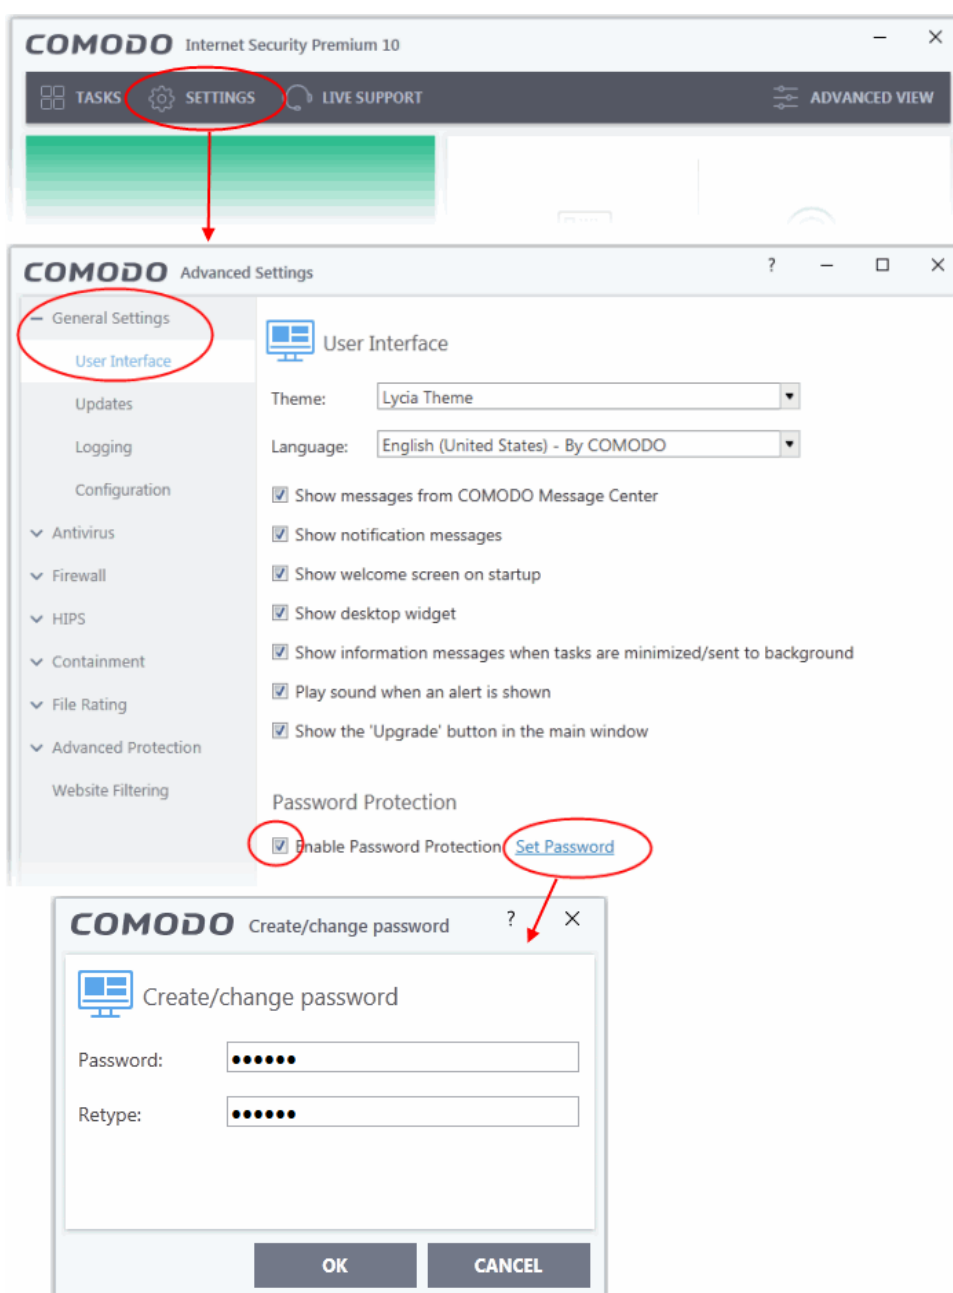 COMODO Internet Security Premium 10
TASKS SETTINGS LIVE SUPPORT ADVANCED VIEW
COMODO Advanced Settings ?
General Settings
User Interface
Updates
Logging
Configuration
Antivirus
Firewall
HIPS
Containment
File Rating
Advanced Protection
Website Filtering
User Interface
Theme: Lycia Theme
Language: English (United States) - By COMODO
Show messages from COMODO Message Center
Show notification messages
Show welcome screen on startup
Show desktop widget
Show information messages when tasks are minimized/sent to background
Play sound when an alert is shown
Show the 'Upgrade' button in the main window
Password Protection
Enable Password Protection Set Password
COMODO Create/change password ?
Create/change password
Password: ●●●●●●
Retype: ●●●●●●
OK CANCEL